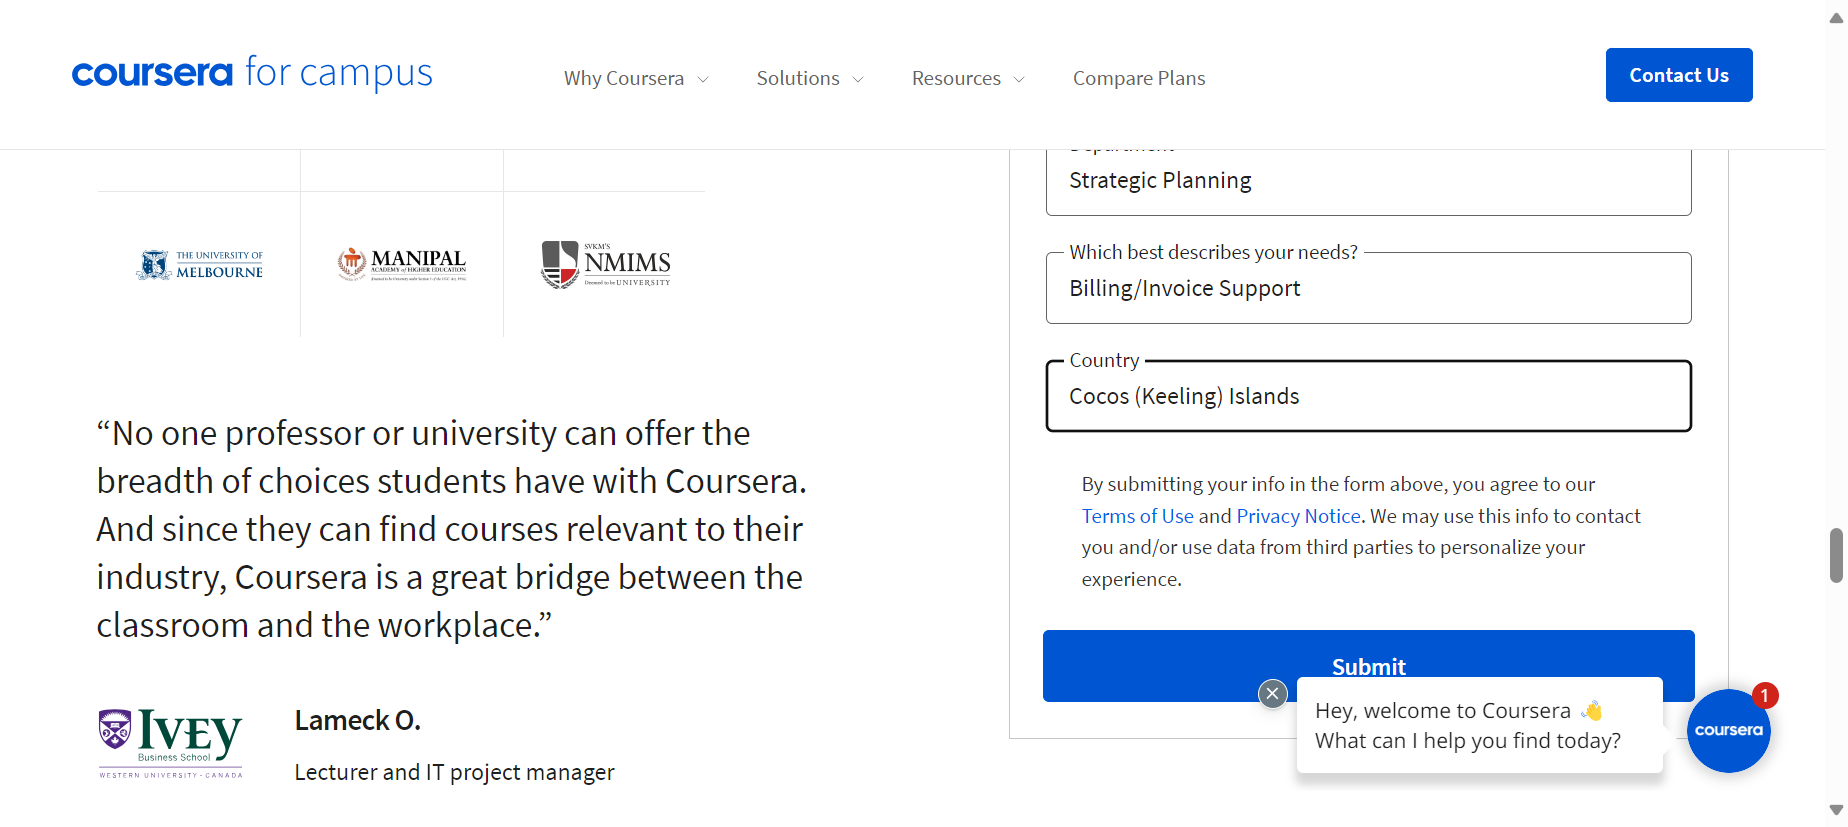 coursera for campus
Why Coursera
Solutions
Resources
Compare Plans
Contact Us
Department
Strategic Planning
THE UNIVERSITY OF
MELBOURNE
MANIPAL
ACADEMY of HIGHER EDUCATION
SVKM'S
NMIMS
Deemed to be UNIVERSITY
Which best describes your needs?
Billing/Invoice Support
Country
Cocos (Keeling) Islands
“No one professor or university can offer the
breadth of choices students have with Coursera.
And since they can find courses relevant to their
industry, Coursera is a great bridge between the
classroom and the workplace.”
By submitting your info in the form above, you agree to our
Terms of Use and Privacy Notice. We may use this info to contact
you and/or use data from third parties to personalize your
experience.
Submit
IVEY
Business School
WESTERN UNIVERSITY · CANADA
Lameck O.
Lecturer and IT project manager
Hey, welcome to Coursera 👋
What can I help you find today?
coursera
1